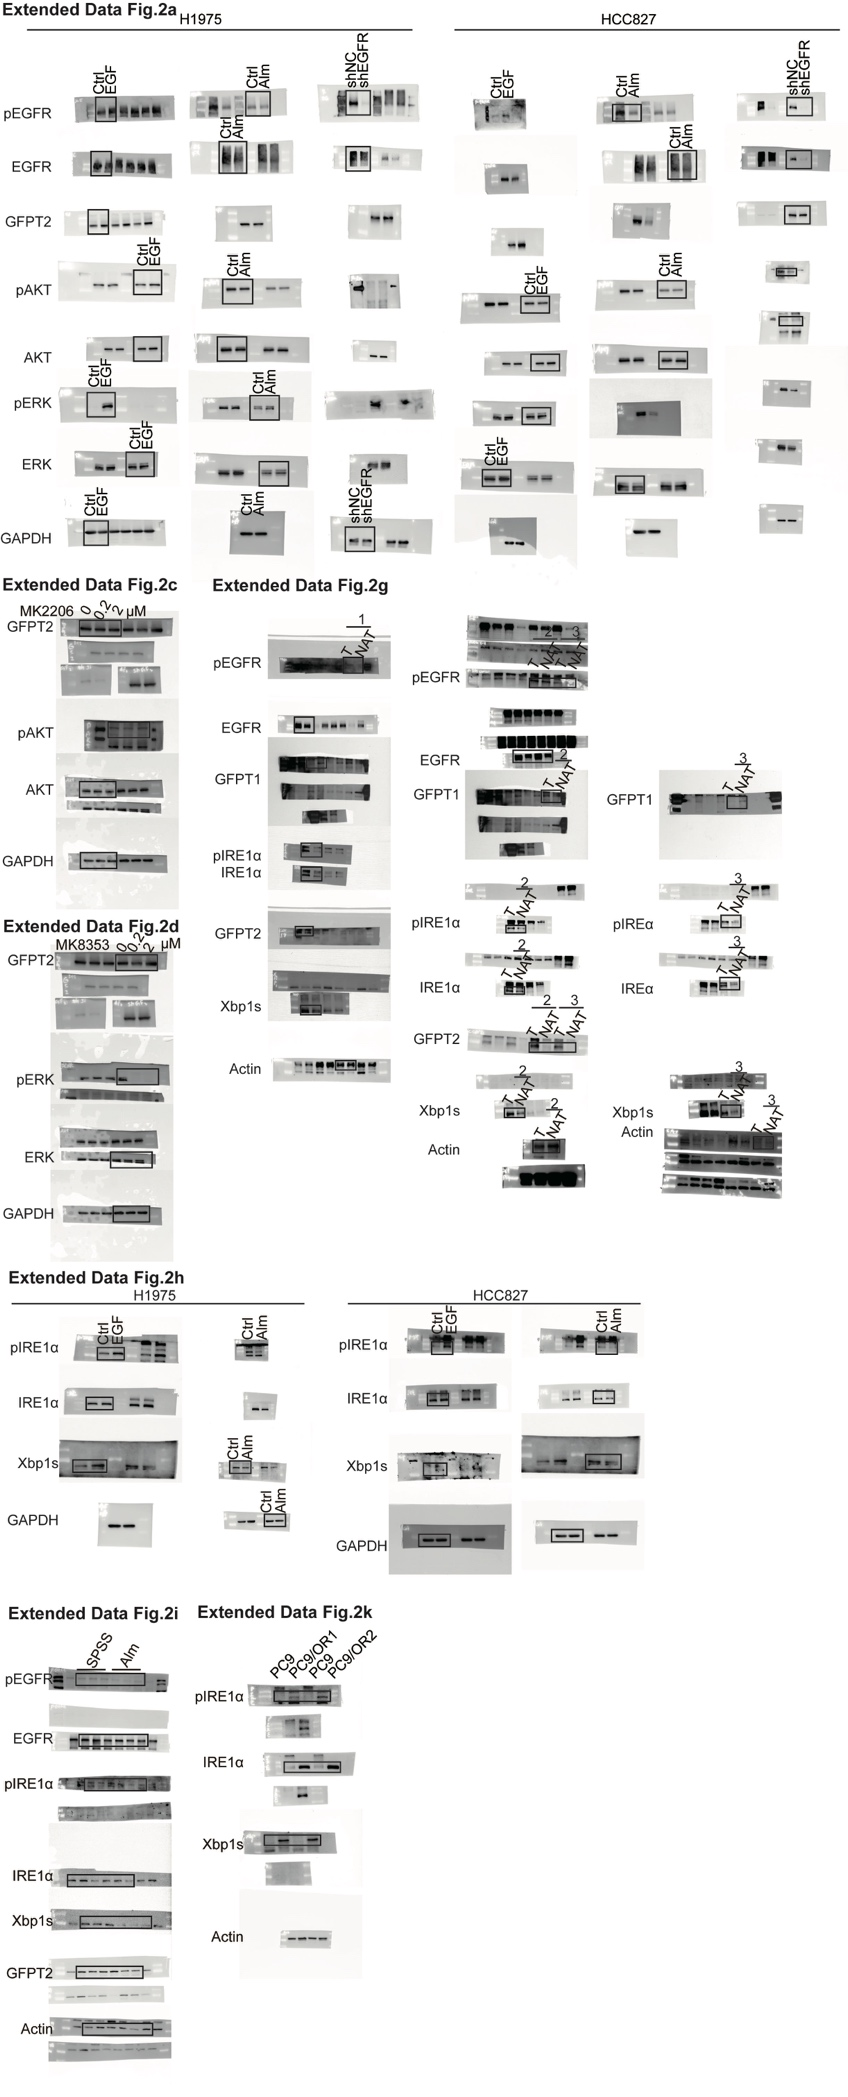 Extended Data Fig.2a
H1975
HCC827
Ctrl EGF
Ctrl Alm
shNC shEGFR
Ctrl EGF
Ctrl Alm
shNC shEGFR
pEGFR
Ctrl Alm
Ctrl Alm
EGFR
GFPT2
Ctrl EGF
Ctrl Alm
Ctrl EGF
Ctrl Alm
pAKT
AKT
Ctrl EGF
Ctrl Alm
pERK
Ctrl EGF
Ctrl EGF
ERK
Ctrl EGF
Ctrl Alm
shNC shEGFR
GAPDH
Extended Data Fig.2c
MK2206 0 0.2 2 µM
GFPT2
pAKT
AKT
GAPDH
Extended Data Fig.2d
MK8353 0 0.2 2 µM
GFPT2
pERK
ERK
GAPDH
Extended Data Fig.2g
1
T NAT
pEGFR
EGFR
GFPT1
pIRE1α
IRE1α
GFPT2
Xbp1s
Actin
2 3
T NAT T NAT
pEGFR
EGFR
2
T NAT
GFPT1
2
T NAT
pIRE1α
2
T NAT
IRE1α
2 3
T NAT T NAT
GFPT2
2
T NAT
Xbp1s
2
T NAT
Actin
3
T NAT
GFPT1
3
T NAT
pIREα
3
T NAT
IREα
3
T NAT
Xbp1s
3
T NAT
Actin
Extended Data Fig.2h
H1975
HCC827
Ctrl EGF
Ctrl Alm
Ctrl EGF
Ctrl Alm
pIRE1α
pIRE1α
IRE1α
IRE1α
Ctrl Alm
Xbp1s
Xbp1s
Ctrl Alm
GAPDH
GAPDH
Extended Data Fig.2i
SPSS Alm
pEGFR
EGFR
pIRE1α
IRE1α
Xbp1s
GFPT2
Actin
Extended Data Fig.2k
PC9 PC9/OR1 PC9 PC9/OR2
pIRE1α
IRE1α
Xbp1s
Actin